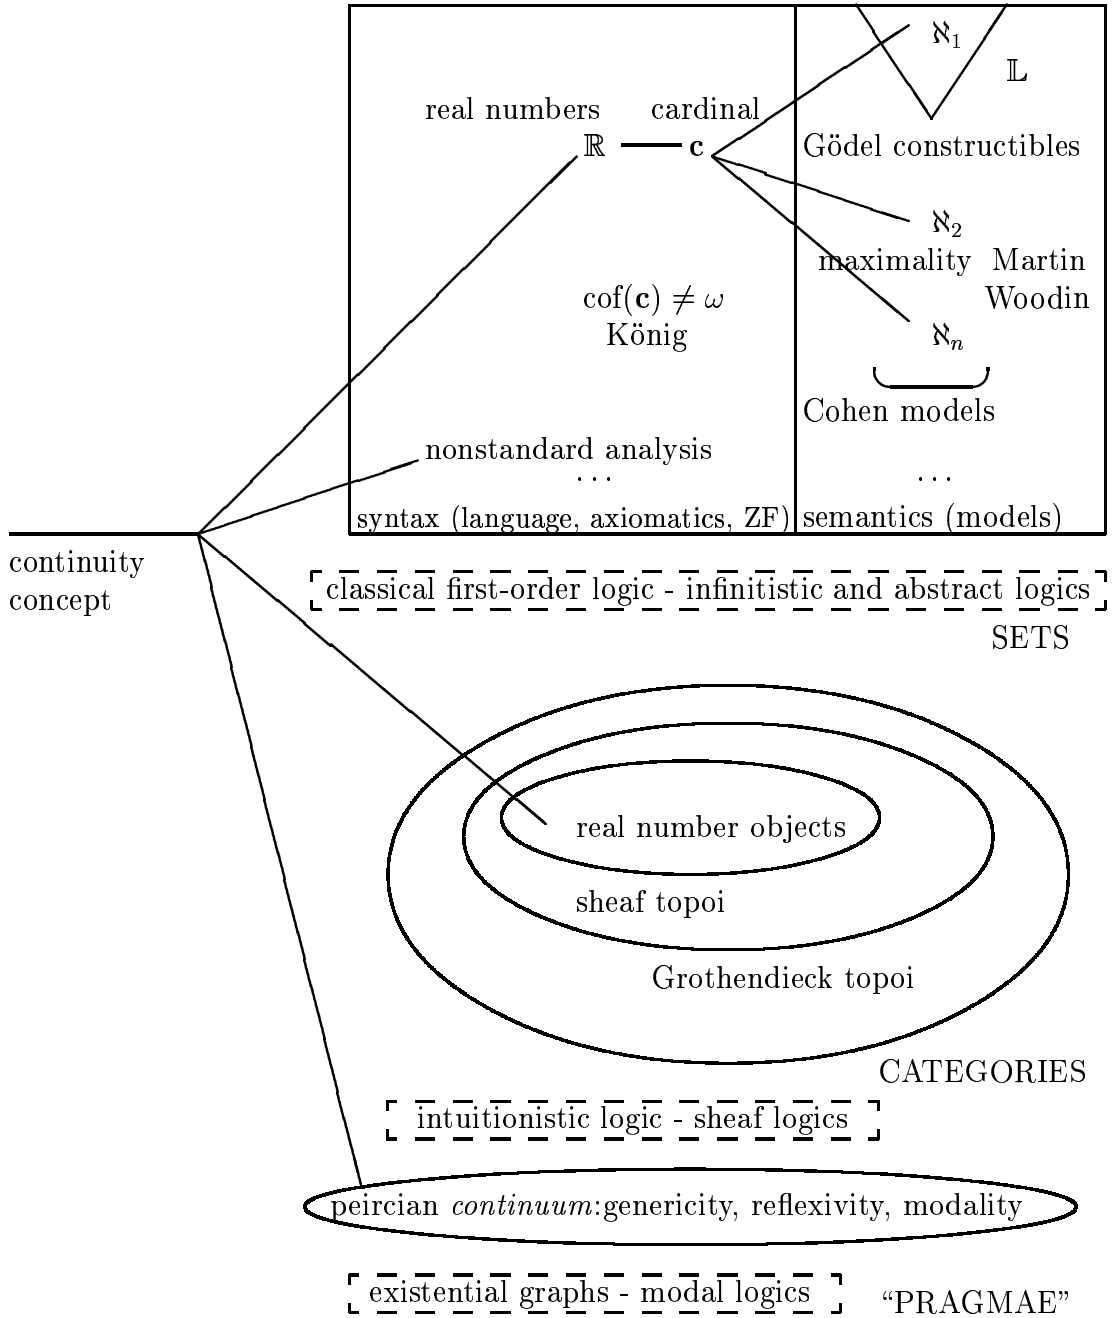 ℵ₁
𝕃
real numbers cardinal
ℝ c
Gödel constructibles
ℵ₂
maximality Martin
Woodin
cof(c) ≠ ω
König
ℵₙ
Cohen models
nonstandard analysis
... ...
syntax (language, axiomatics, ZF) semantics (models)
continuity
concept
classical first-order logic - infinitistic and abstract logics
SETS
real number objects
sheaf topoi
Grothendieck topoi
CATEGORIES
intuitionistic logic - sheaf logics
peircian continuum:genericity, reflexivity, modality
existential graphs - modal logics
“PRAGMAE”